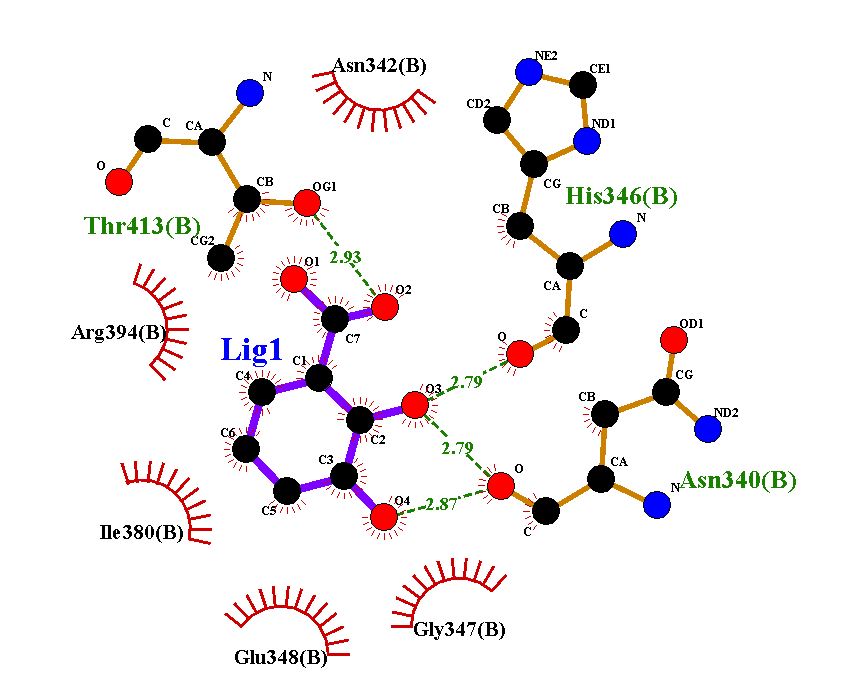 NE2
Asn342(B)
CE1
N
CD2
C
CA
ND1
O
CG
CB
OG1
His346(B)
CB
N
Thr413(B)
CG2
2.93
O1
CA
O2
C
Arg394(B)
C7
OD1
O
Lig1
C1
C4
2.79
O3
CG
CB
ND2
C6
C2
2.79
C3
CA
O
N
Asn340(B)
C5
O4
2.87
C
Ile380(B)
Gly347(B)
Glu348(B)